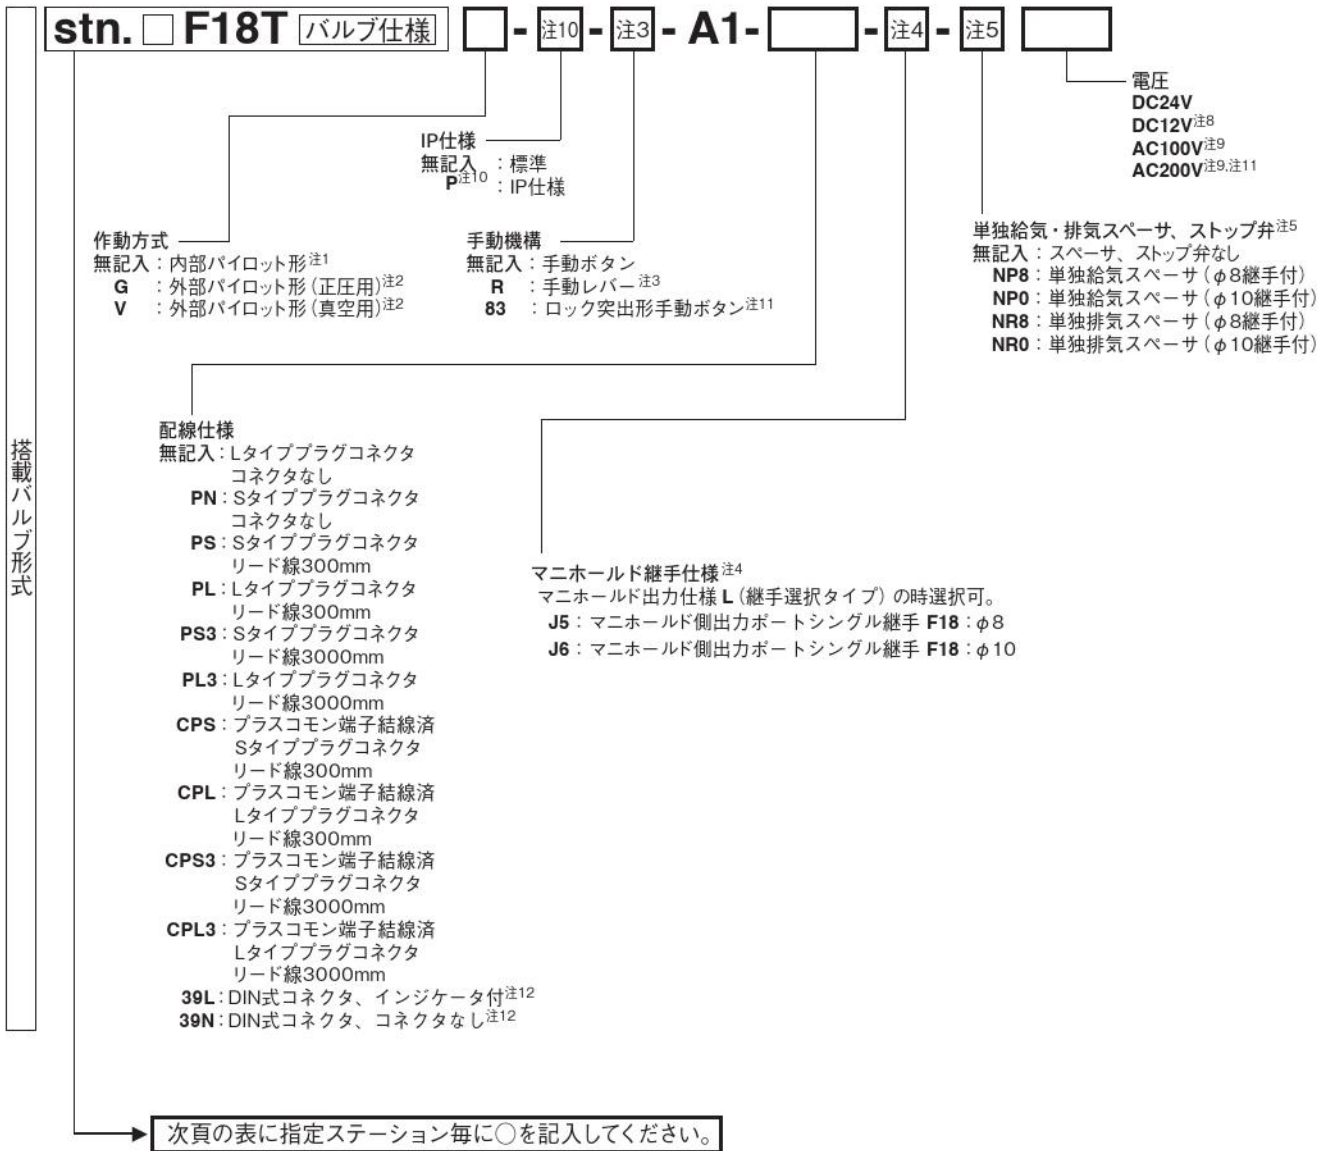 stn. □ F18T バルブ仕様 □ - 注10 - 注3 - A1- □ - 注4 - 注5 □
電圧
DC24V
DC12V注8
AC100V注9
AC200V注9.注11
IP仕様
無記入 : 標準
P注10 : IP仕様
作動方式
無記入 : 内部パイロット形注1
G : 外部パイロット形(正圧用)注2
V : 外部パイロット形(真空用)注2
手動機構
無記入 : 手動ボタン
R : 手動レバー注3
83 : ロック突出形手動ボタン注11
単独給気・排気スペーサ、ストップ弁注5
無記入 : スペーサ、ストップ弁なし
NP8 : 単独給気スペーサ(φ8継手付)
NP0 : 単独給気スペーサ(φ10継手付)
NR8 : 単独排気スペーサ(φ8継手付)
NR0 : 単独排気スペーサ(φ10継手付)
搭載バルブ形式
配線仕様
無記入 : Lタイププラグコネクタ
コネクタなし
PN : Sタイププラグコネクタ
コネクタなし
PS : Sタイププラグコネクタ
リード線300mm
PL : Lタイププラグコネクタ
リード線300mm
PS3 : Sタイププラグコネクタ
リード線3000mm
PL3 : Lタイププラグコネクタ
リード線3000mm
CPS : プラスコモン端子結線済
Sタイププラグコネクタ
リード線300mm
CPL : プラスコモン端子結線済
Lタイププラグコネクタ
リード線300mm
CPS3 : プラスコモン端子結線済
Sタイププラグコネクタ
リード線3000mm
CPL3 : プラスコモン端子結線済
Lタイププラグコネクタ
リード線3000mm
39L : DIN式コネクタ、インジケータ付注12
39N : DIN式コネクタ、コネクタなし注12
マニホールド継手仕様注4
マニホールド出力仕様 L(継手選択タイプ)の時選択可。
J5 : マニホールド側出力ポートシングル継手 F18 : φ8
J6 : マニホールド側出力ポートシングル継手 F18 : φ10
次頁の表に指定ステーション毎に○を記入してください。